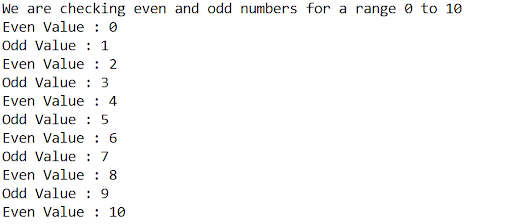 We are checking even and odd numbers for a range 0 to 10
Even Value : 0
Odd Value : 1
Even Value : 2
Odd Value : 3
Even Value : 4
Odd Value : 5
Even Value : 6
Odd Value : 7
Even Value : 8
Odd Value : 9
Even Value : 10